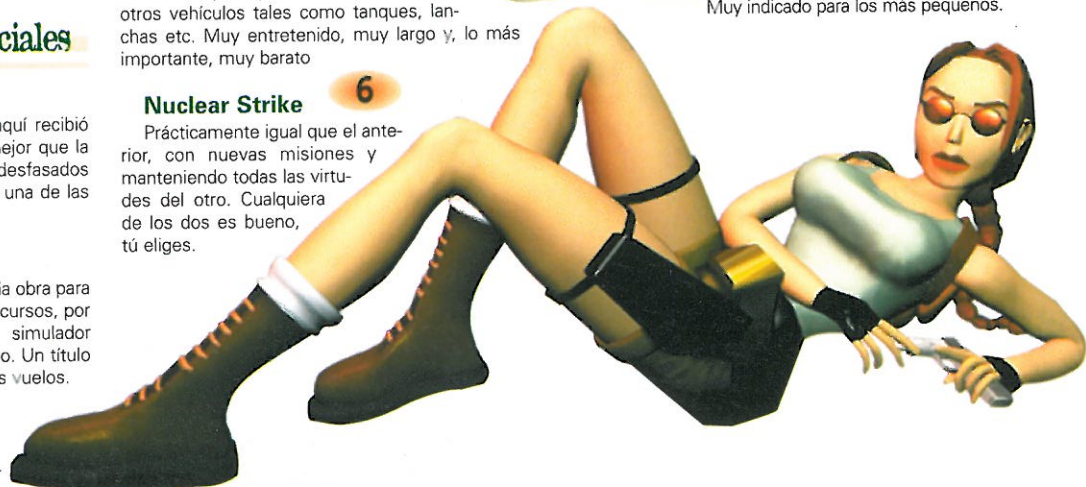 ciales
aquí recibió
nejor que la
desfasados
una de las
ia obra para
cursos, por
simulador
o. Un título
s vuelos.
otros vehículos tales como tanques, lan-
chas etc. Muy entretenido, muy largo y, lo más
importante, muy barato
Nuclear Strike
6
Prácticamente igual que el ante-
rior, con nuevas misiones y
manteniendo todas las virtu-
des del otro. Cualquiera
de los dos es bueno,
tú eliges.
Muy indicado para los más pequeños.